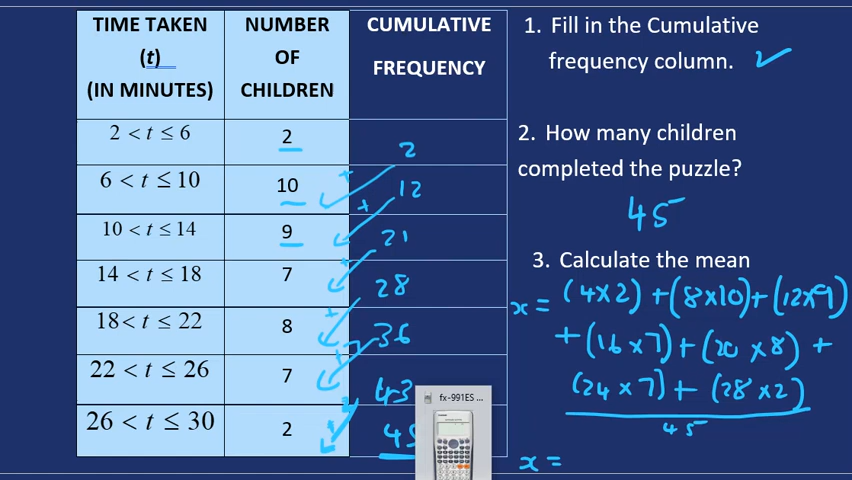 TIME TAKEN
(t)
(IN MINUTES)
NUMBER
OF
CHILDREN
CUMULATIVE
FREQUENCY
2 < t ≤ 6
2
2
6 < t ≤ 10
10
+
12
10 < t ≤ 14
9
+
21
14 < t ≤ 18
7
+
28
18< t ≤ 22
8
+
36
22 < t ≤ 26
7
+
43
26 < t ≤ 30
2
+
45
fx-991ES ...
1. Fill in the Cumulative
frequency column. ✓
2. How many children
completed the puzzle?
45
3. Calculate the mean
x = (4×2) + (8×10) + (12×9)
+ (16×7) + (20×8) +
(24×7) + (28×2)
45
x =